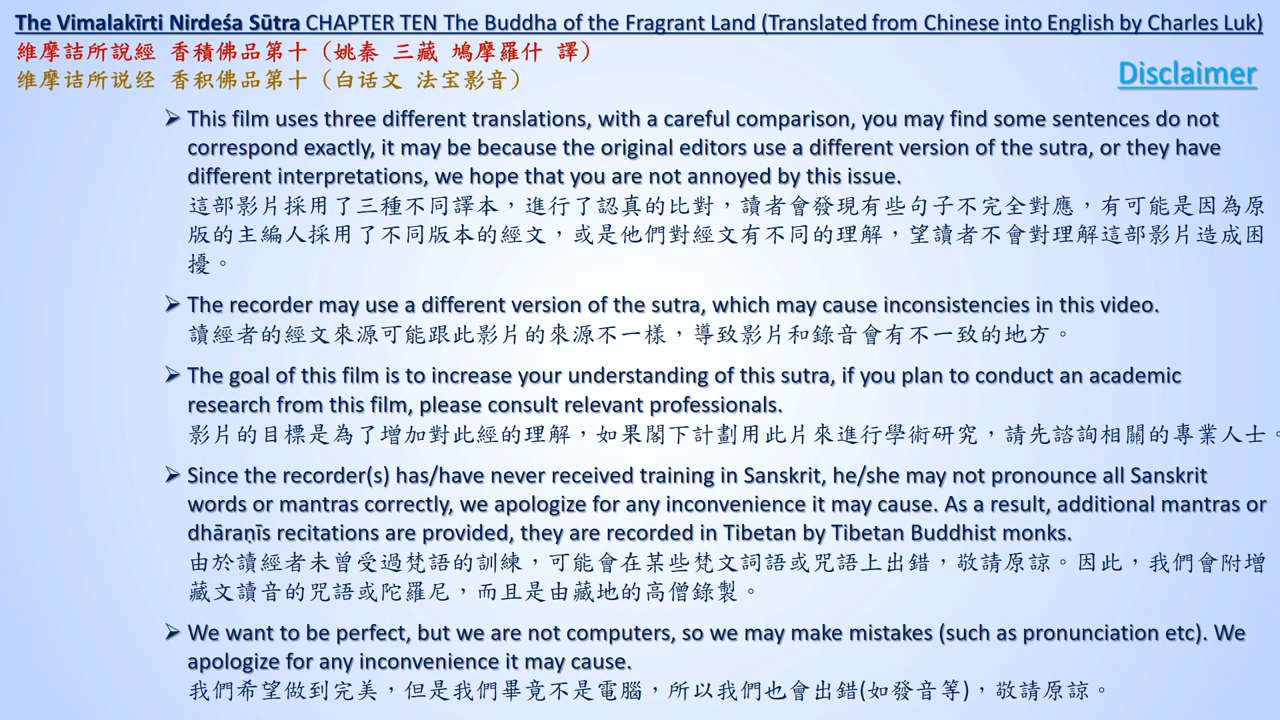 The Vimalakīrti Nirdeśa Sūtra CHAPTER TEN The Buddha of the Fragrant Land (Translated from Chinese into English by Charles Luk)
維摩詰所說經 香積佛品第十（姚秦 三藏 鳩摩羅什 譯）
维摩诘所说经 香积佛品第十（白话文 法宝影音）
Disclaimer
➢ This film uses three different translations, with a careful comparison, you may find some sentences do not
correspond exactly, it may be because the original editors use a different version of the sutra, or they have
different interpretations, we hope that you are not annoyed by this issue.
這部影片採用了三種不同譯本，進行了認真的比對，讀者會發現有些句子不完全對應，有可能是因為原
版的主編人採用了不同版本的經文，或是他們對經文有不同的理解，望讀者不會對理解這部影片造成困
擾。
➢ The recorder may use a different version of the sutra, which may cause inconsistencies in this video.
讀經者的經文來源可能跟此影片的來源不一樣，導致影片和錄音會有不一致的地方。
➢ The goal of this film is to increase your understanding of this sutra, if you plan to conduct an academic
research from this film, please consult relevant professionals.
影片的目標是為了增加對此經的理解，如果閣下計劃用此片來進行學術研究，請先諮詢相關的專業人士。
➢ Since the recorder(s) has/have never received training in Sanskrit, he/she may not pronounce all Sanskrit
words or mantras correctly, we apologize for any inconvenience it may cause. As a result, additional mantras or
dhāraṇīs recitations are provided, they are recorded in Tibetan by Tibetan Buddhist monks.
由於讀經者未曾受過梵語的訓練，可能會在某些梵文詞語或咒語上出錯，敬請原諒。因此，我們會附增
藏文讀音的咒語或陀羅尼，而且是由藏地的高僧錄製。
➢ We want to be perfect, but we are not computers, so we may make mistakes (such as pronunciation etc). We
apologize for any inconvenience it may cause.
我們希望做到完美，但是我們畢竟不是電腦，所以我們也會出錯(如發音等)，敬請原諒。